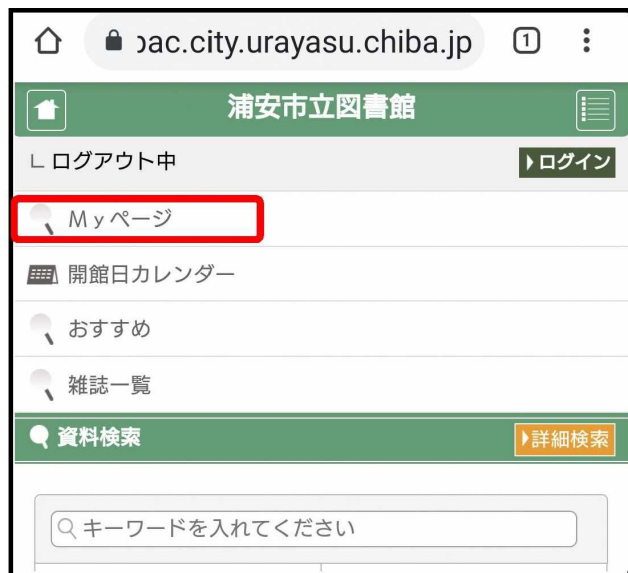 ɔac.city.urayasu.chiba.jp 1
浦安市立図書館
∟ログアウト中 ログイン
Ｍｙページ
開館日カレンダー
おすすめ
雑誌一覧
資料検索 詳細検索
キーワードを入れてください